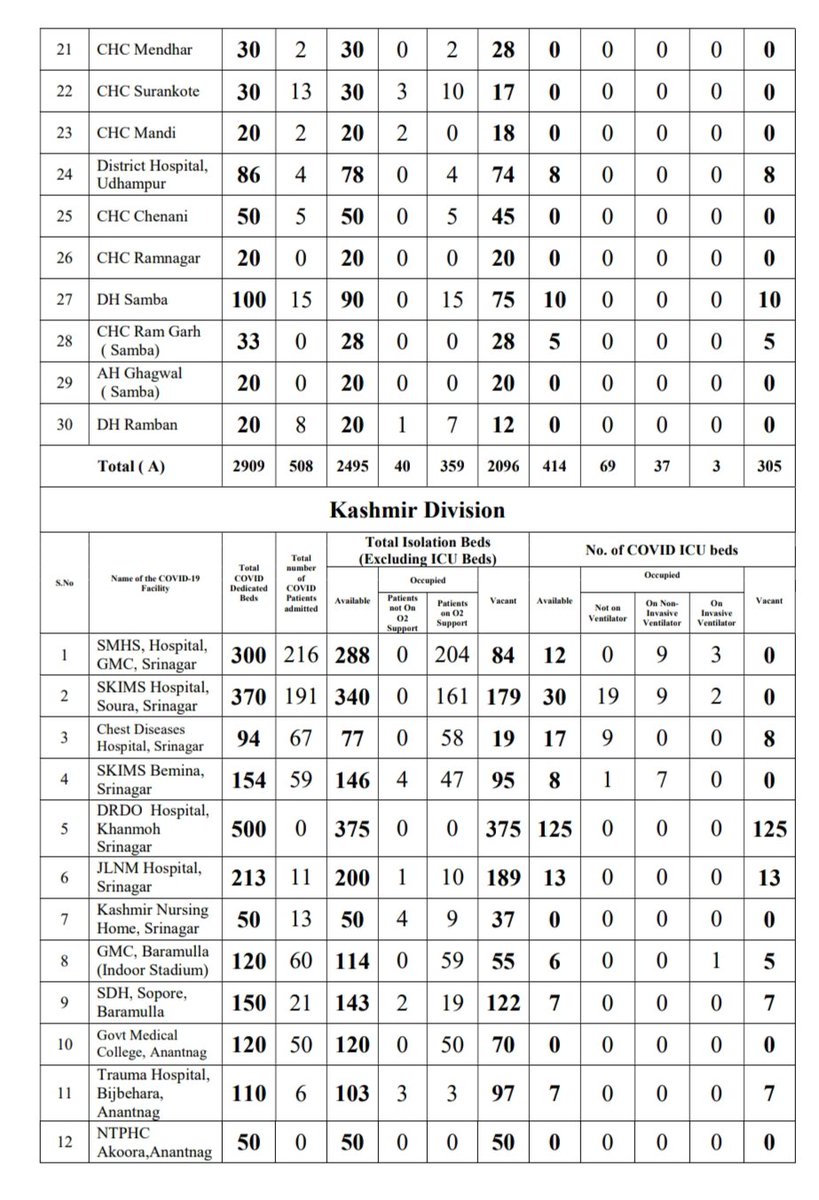 21 CHC Mendhar 30 2 30 0 2 28 0 0 0 0 0
22 CHC Surankote 30 13 30 3 10 17 0 0 0 0 0
23 CHC Mandi 20 2 20 2 0 18 0 0 0 0 0
24 District Hospital, Udhampur 86 4 78 0 4 74 8 0 0 0 8
25 CHC Chenani 50 5 50 0 5 45 0 0 0 0 0
26 CHC Ramnagar 20 0 20 0 0 20 0 0 0 0 0
27 DH Samba 100 15 90 0 15 75 10 0 0 0 10
28 CHC Ram Garh ( Samba) 33 0 28 0 0 28 5 0 0 0 5
29 AH Ghagwal ( Samba) 20 0 20 0 0 20 0 0 0 0 0
30 DH Ramban 20 8 20 1 7 12 0 0 0 0 0
Total ( A) 2909 508 2495 40 359 2096 414 69 37 3 305
Kashmir Division
S.No
Name of the COVID-19 Facility
Total COVID Dedicated Beds
Total number of COVID Patients admitted
Total Isolation Beds (Excluding ICU Beds)
Available
Occupied
Patients not On O2 Support
Patients on O2 Support
Vacant
No. of COVID ICU beds
Available
Occupied
Not on Ventilator
On Non-Invasive Ventilator
On Invasive Ventilator
Vacant
1 SMHS, Hospital, GMC, Srinagar 300 216 288 0 204 84 12 0 9 3 0
2 SKIMS Hospital, Soura, Srinagar 370 191 340 0 161 179 30 19 9 2 0
3 Chest Diseases Hospital, Srinagar 94 67 77 0 58 19 17 9 0 0 8
4 SKIMS Bemina, Srinagar 154 59 146 4 47 95 8 1 7 0 0
5 DRDO Hospital, Khanmoh Srinagar 500 0 375 0 0 375 125 0 0 0 125
6 JLNM Hospital, Srinagar 213 11 200 1 10 189 13 0 0 0 13
7 Kashmir Nursing Home, Srinagar 50 13 50 4 9 37 0 0 0 0 0
8 GMC, Baramulla (Indoor Stadium) 120 60 114 0 59 55 6 0 0 1 5
9 SDH, Sopore, Baramulla 150 21 143 2 19 122 7 0 0 0 7
10 Govt Medical College, Anantnag 120 50 120 0 50 70 0 0 0 0 0
11 Trauma Hospital, Bijbehara, Anantnag 110 6 103 3 3 97 7 0 0 0 7
12 NTPHC Akoora,Anantnag 50 0 50 0 0 50 0 0 0 0 0